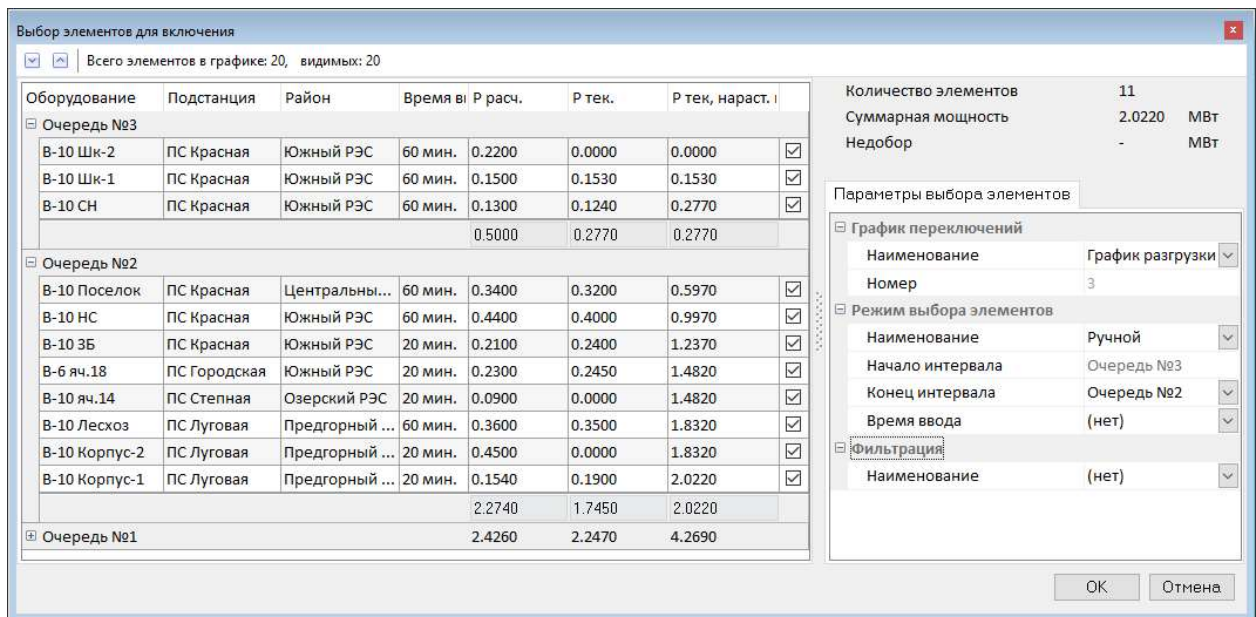 Выбор элементов для включения
Всего элементов в графике: 20, видимых: 20
Оборудование Подстанция Район Время вı P расч. P тек. P тек, нараст. ı
Очередь №3
В-10 Шк-2 ПС Красная Южный РЭС 60 мин. 0.2200 0.0000 0.0000
В-10 Шк-1 ПС Красная Южный РЭС 60 мин. 0.1500 0.1530 0.1530
В-10 СН ПС Красная Южный РЭС 60 мин. 0.1300 0.1240 0.2770
0.5000 0.2770 0.2770
Очередь №2
В-10 Поселок ПС Красная Центральны... 60 мин. 0.3400 0.3200 0.5970
В-10 НС ПС Красная Южный РЭС 60 мин. 0.4400 0.4000 0.9970
В-10 ЗБ ПС Красная Южный РЭС 20 мин. 0.2100 0.2400 1.2370
В-6 яч.18 ПС Городская Южный РЭС 20 мин. 0.2300 0.2450 1.4820
В-10 яч.14 ПС Степная Озерский РЭС 20 мин. 0.0900 0.0000 1.4820
В-10 Лесхоз ПС Луговая Предгорный ... 60 мин. 0.3600 0.3500 1.8320
В-10 Корпус-2 ПС Луговая Предгорный ... 20 мин. 0.4500 0.0000 1.8320
В-10 Корпус-1 ПС Луговая Предгорный ... 20 мин. 0.1540 0.1900 2.0220
2.2740 1.7450 2.0220
Очередь №1 2.4260 2.2470 4.2690
Количество элементов 11
Суммарная мощность 2.0220 МВт
Недобор - МВт
Параметры выбора элементов
График переключений
Наименование График разгрузки
Номер 3
Режим выбора элементов
Наименование Ручной
Начало интервала Очередь №3
Конец интервала Очередь №2
Время ввода (нет)
Фильтрация
Наименование (нет)
OK Отмена